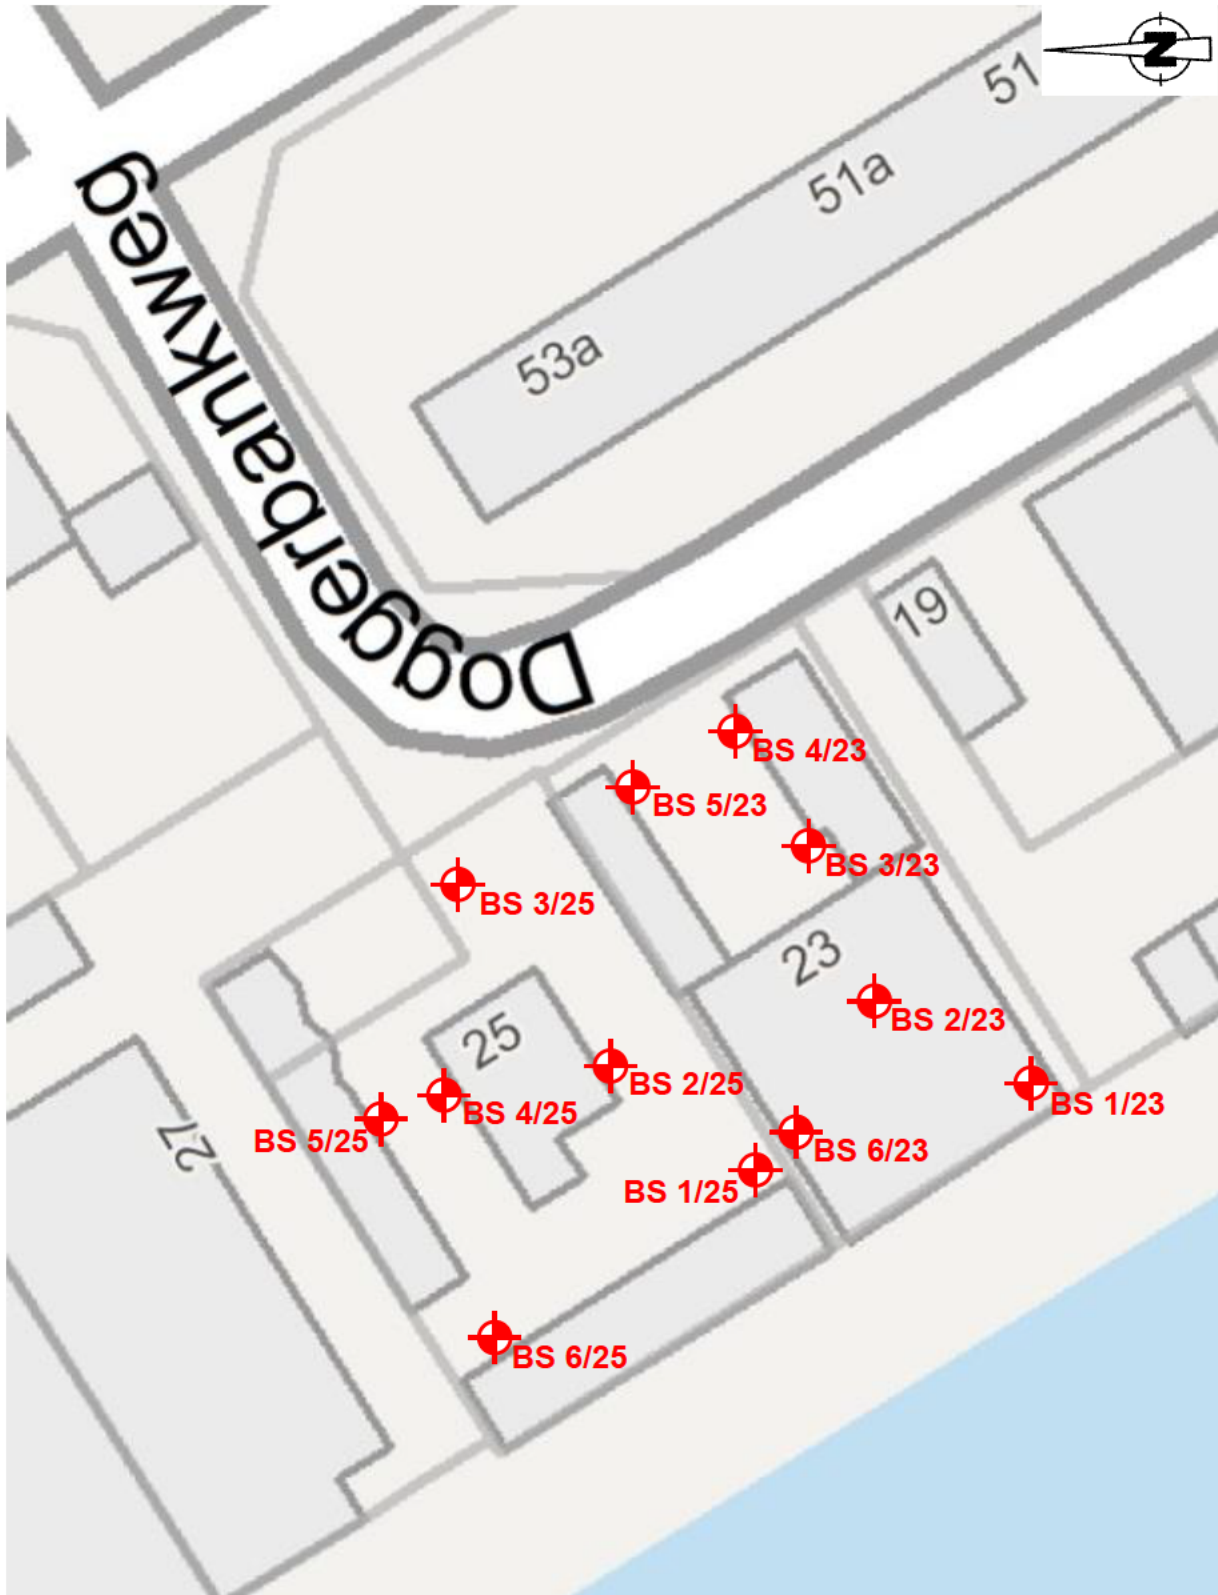 N
51
51a
53a
Doggerbankweg
19
BS 4/23
BS 5/23
BS 3/23
BS 3/25
23
BS 2/23
25
BS 2/25
BS 1/23
BS 4/25
BS 5/25
27
BS 6/23
BS 1/25
BS 6/25